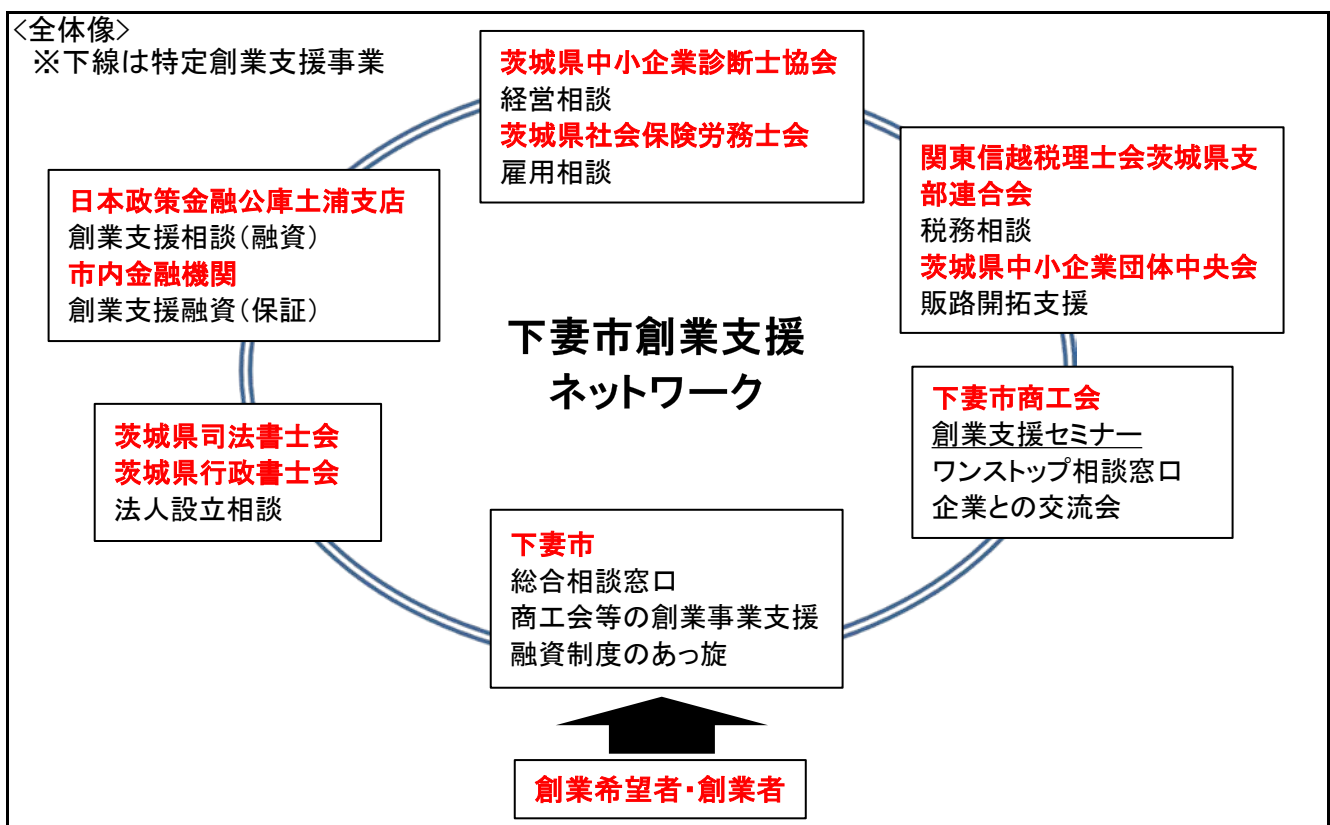 <全体像>
※下線は特定創業支援事業
茨城県中小企業診断士協会
経営相談
茨城県社会保険労務士会
雇用相談
関東信越税理士会茨城県支
部連合会
税務相談
茨城県中小企業団体中央会
販路開拓支援
日本政策金融公庫土浦支店
創業支援相談(融資)
市内金融機関
創業支援融資(保証)
下妻市創業支援
ネットワーク
下妻市商工会
創業支援セミナー
ワンストップ相談窓口
企業との交流会
茨城県司法書士会
茨城県行政書士会
法人設立相談
下妻市
総合相談窓口
商工会等の創業事業支援
融資制度のあっ旋
創業希望者・創業者